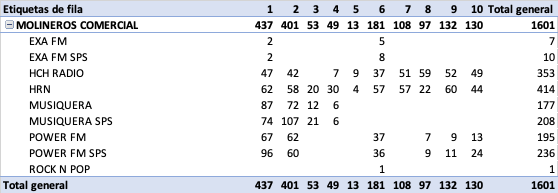 Etiquetas de fila 1 2 3 4 5 6 7 8 9 10 Total general
MOLINEROS COMERCIAL 437 401 53 49 13 181 108 97 132 130 1601
EXA FM 2 5 7
EXA FM SPS 2 8 10
HCH RADIO 47 42 7 9 37 51 59 52 49 353
HRN 62 58 20 30 4 57 57 22 60 44 414
MUSIQUERA 87 72 12 6 177
MUSIQUERA SPS 74 107 21 6 208
POWER FM 67 62 37 7 9 13 195
POWER FM SPS 96 60 36 9 11 24 236
ROCK N POP 1 1
Total general 437 401 53 49 13 181 108 97 132 130 1601